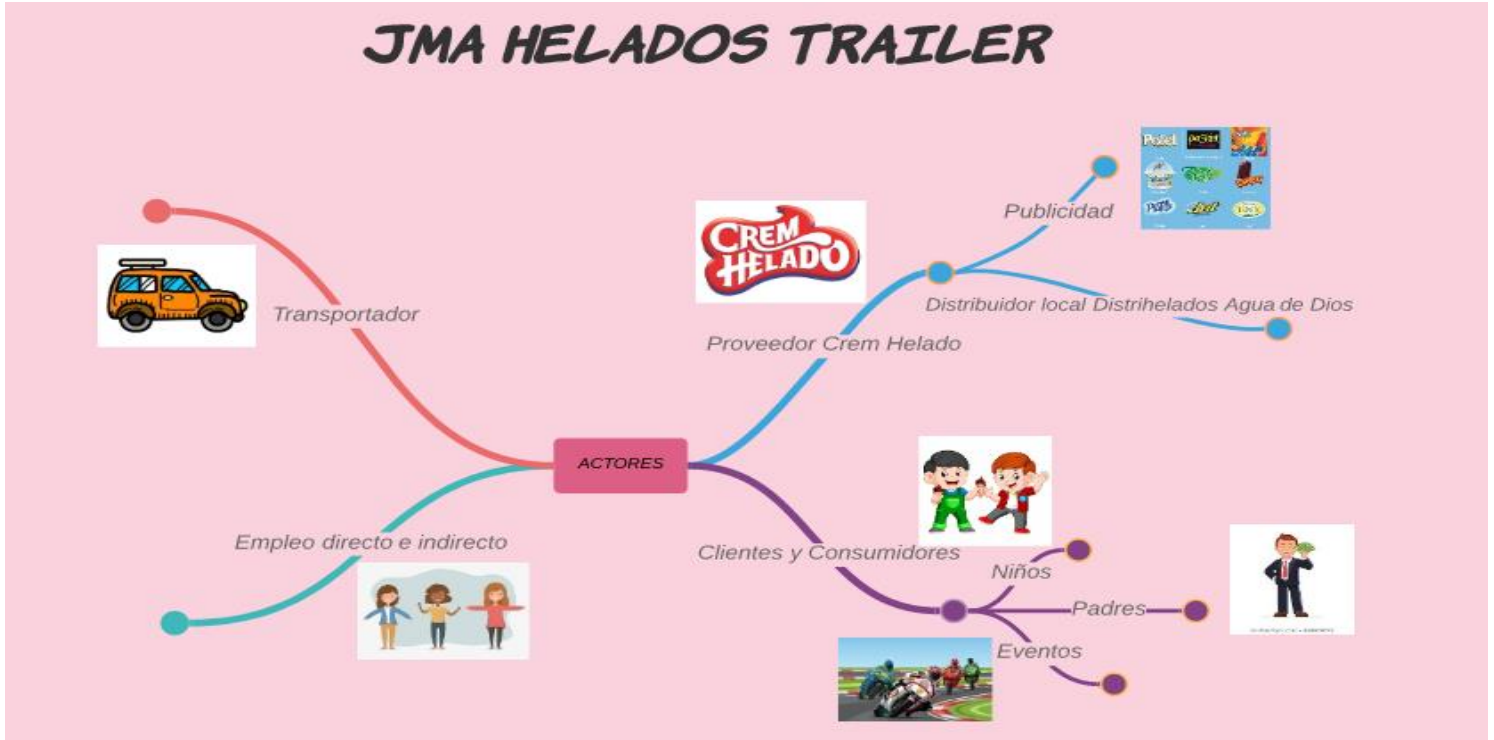 JMA HELADOS TRAILER
Publicidad
CREM
HELADO
Distribuidor local Distrihelados Agua de Dios
Transportador
Proveedor Crem Helado
ACTORES
Empleo directo e indirecto
Clientes y Consumidores
Niños
Padres
Eventos